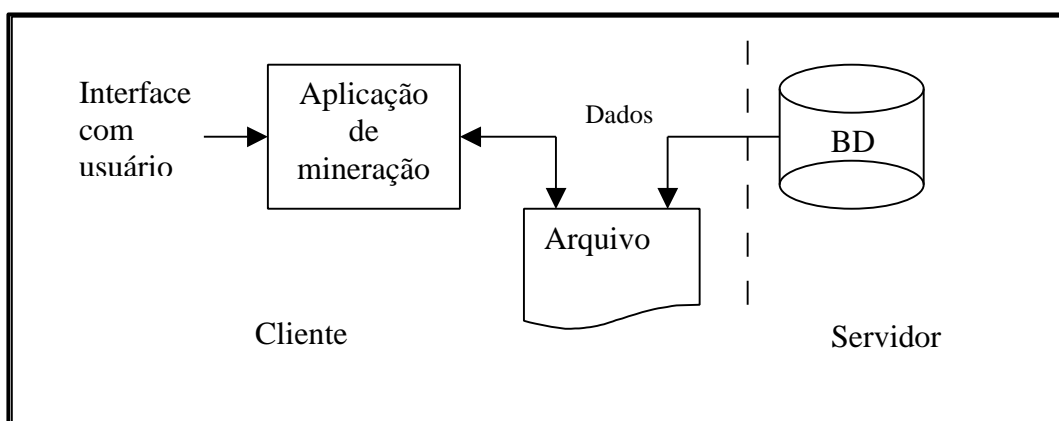 Interface
com
usuário
Aplicação
de
mineração
Dados
BD
Arquivo
Cliente
Servidor